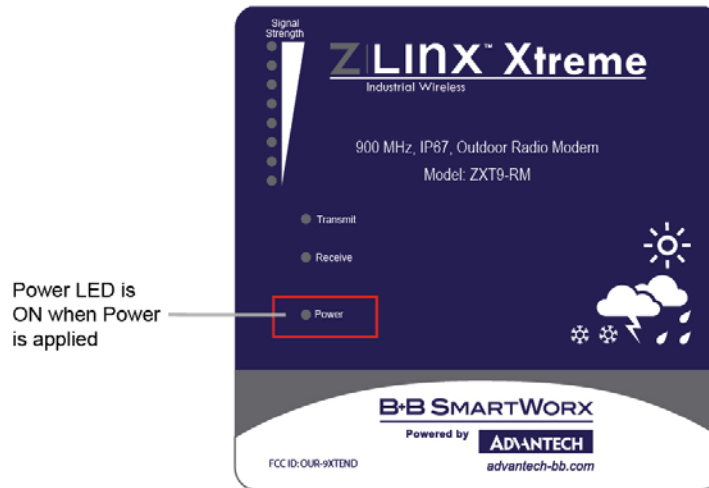 Signal
Strength
Z|LINX™ Xtreme
Industrial Wireless
900 MHz, IP67, Outdoor Radio Modem
Model: ZXT9-RM
Transmit
Receive
Power LED is
ON when Power
is applied
Power
B+B SMARTWORX
Powered by ADVANTECH
FCC ID: OUR-9XTEND
advantech-bb.com